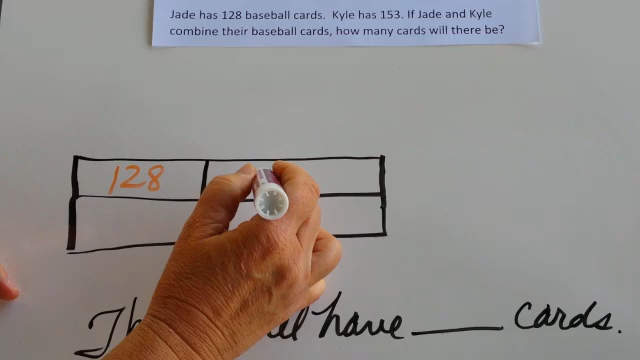 Jade has 128 baseball cards. Kyle has 153. If Jade and Kyle
combine their baseball cards, how many cards will there be?
128
have ____ cards.